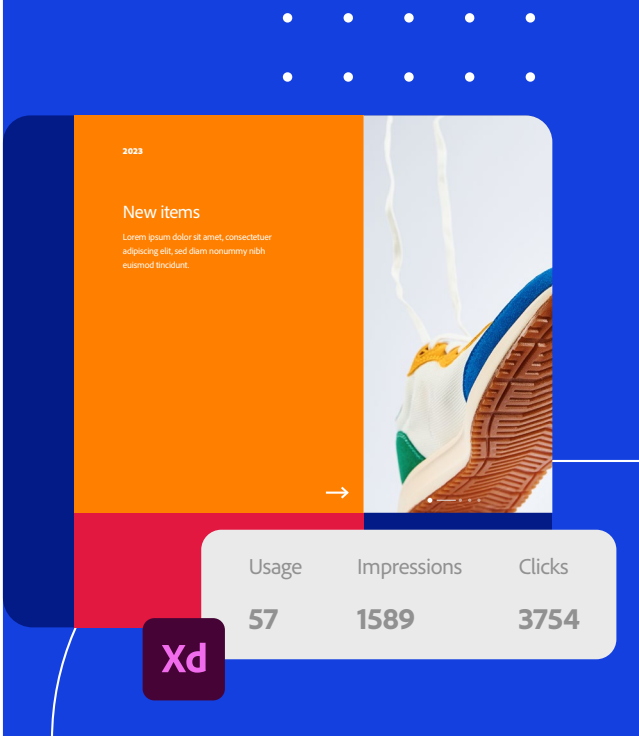 2023
New items
Lorem ipsum dolor sit amet, consectetuer
adipiscing elit, sed diam nonummy nibh
euismod tincidunt.
Usage Impressions Clicks
57 1589 3754
Xd